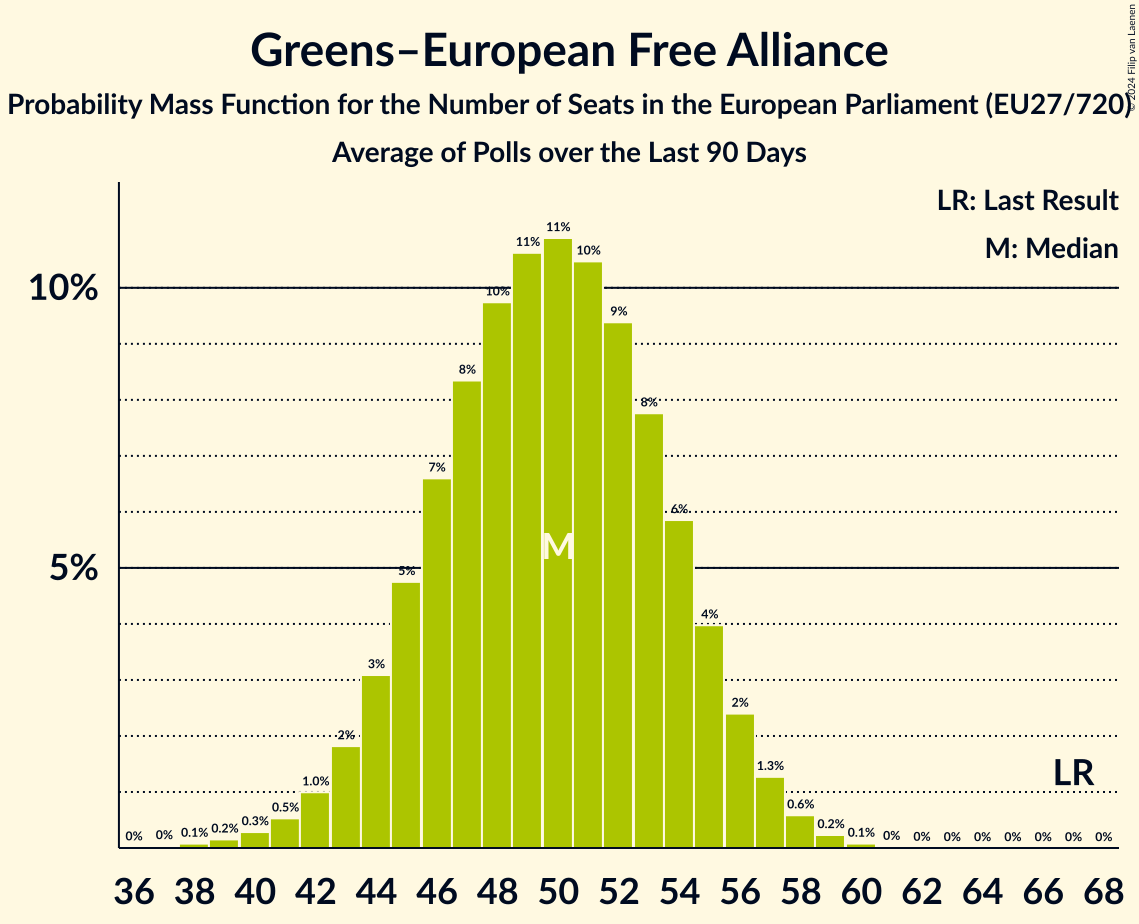 Greens–European Free Alliance
Probability Mass Function for the Number of Seats in the European Parliament (EU27/720)
Average of Polls over the Last 90 Days
© 2024 Filip van Laenen
LR: Last Result
M: Median
10%
5%
0% 0% 0.1% 0.2% 0.3% 0.5% 1.0% 2% 3% 5% 7% 8% 10% 11% 11% 10% 9% 8% 6% 4% 2% 1.3% 0.6% 0.2% 0.1% 0% 0% 0% 0% 0% 0% 0% 0%
M
LR
36 38 40 42 44 46 48 50 52 54 56 58 60 62 64 66 68